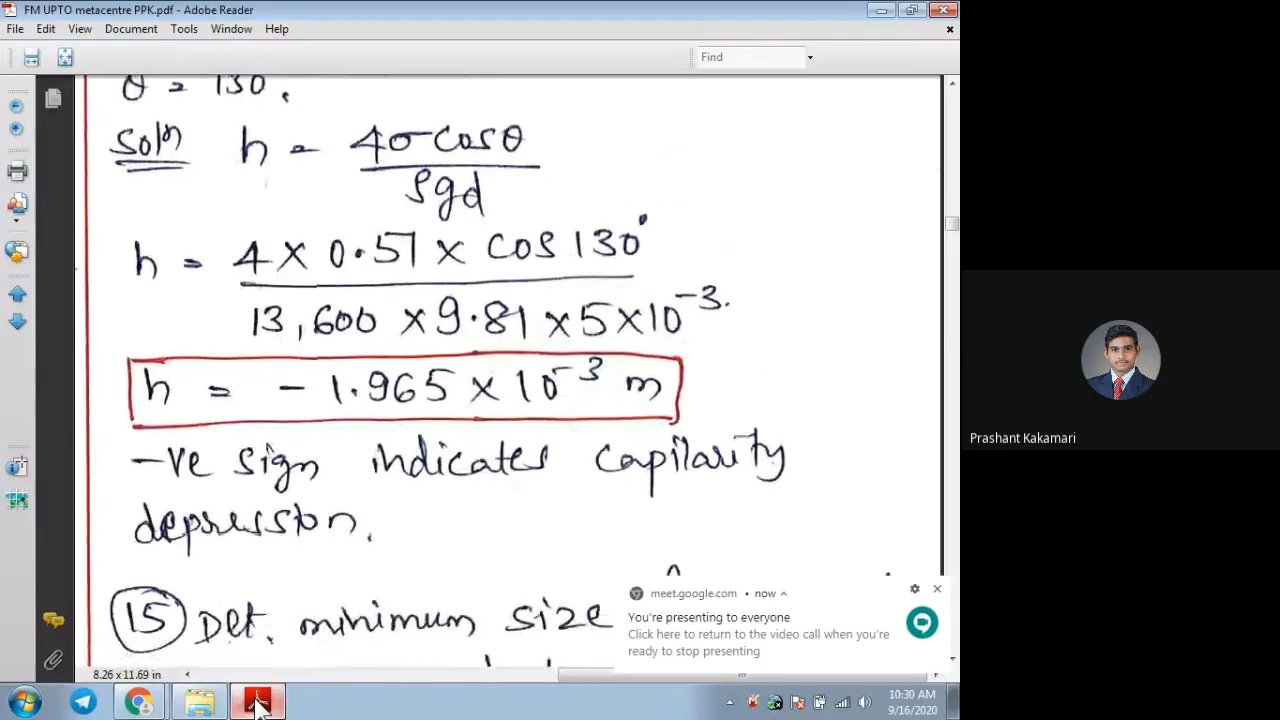 FM UPTO metacentre PPK.pdf - Adobe Reader
File Edit View Document Tools Window Help
Find
θ = 130.
Soln h = 4σcosθ
ρgd
h = 4 × 0.51 × cos 130°
13,600 × 9.81 × 5 × 10⁻³.
h = - 1.965 × 10⁻³ m
-ve sign indicates capilarity
depression.
15 Det. minimum size
meet.google.com • now
You're presenting to everyone
Click here to return to the video call when you're
ready to stop presenting
8.26 x 11.69 in
10:30 AM
9/16/2020
Prashant Kakamari